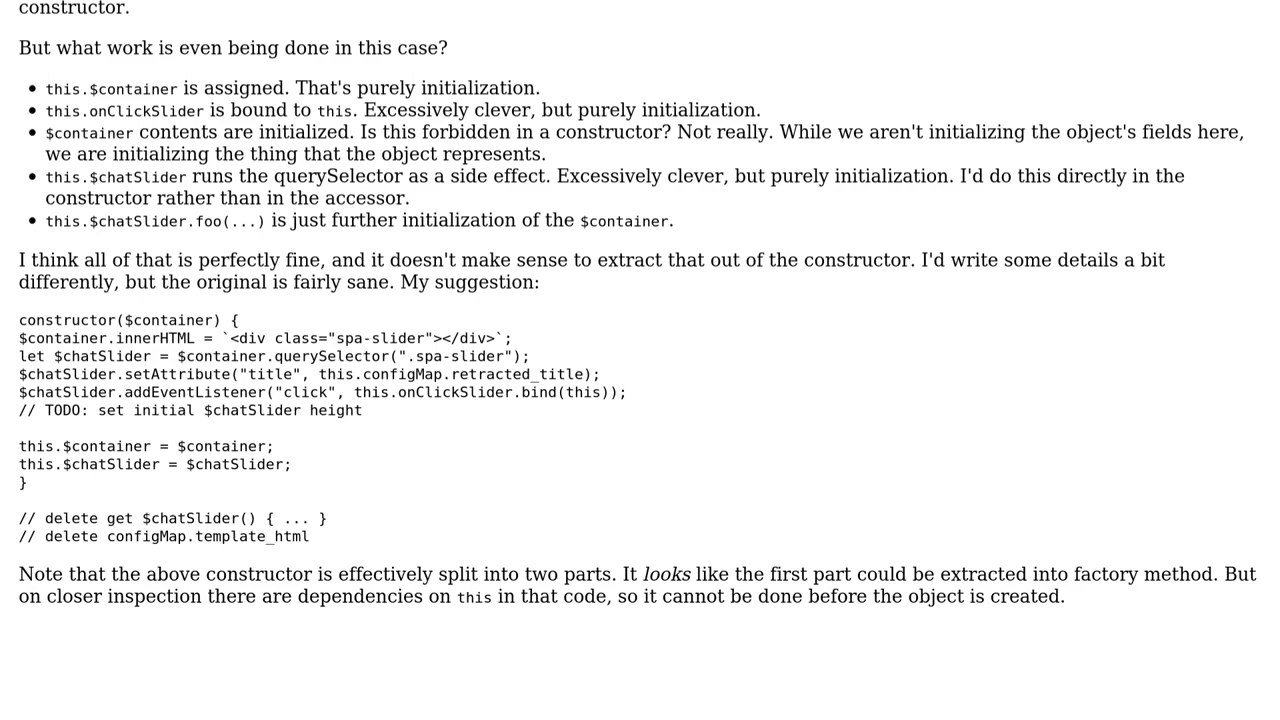 constructor.
But what work is even being done in this case?
• this.$container is assigned. That's purely initialization.
• this.onClickSlider is bound to this. Excessively clever, but purely initialization.
• $container contents are initialized. Is this forbidden in a constructor? Not really. While we aren't initializing the object's fields here,
we are initializing the thing that the object represents.
• this.$chatSlider runs the querySelector as a side effect. Excessively clever, but purely initialization. I'd do this directly in the
constructor rather than in the accessor.
• this.$chatSlider.foo(...) is just further initialization of the $container.
I think all of that is perfectly fine, and it doesn't make sense to extract that out of the constructor. I'd write some details a bit
differently, but the original is fairly sane. My suggestion:
constructor($container) {
$container.innerHTML = `<div class="spa-slider"></div>`;
let $chatSlider = $container.querySelector(".spa-slider");
$chatSlider.setAttribute("title", this.configMap.retracted_title);
$chatSlider.addEventListener("click", this.onClickSlider.bind(this));
// TODO: set initial $chatSlider height
this.$container = $container;
this.$chatSlider = $chatSlider;
}
// delete get $chatSlider() { ... }
// delete configMap.template_html
Note that the above constructor is effectively split into two parts. It looks like the first part could be extracted into factory method. But
on closer inspection there are dependencies on this in that code, so it cannot be done before the object is created.